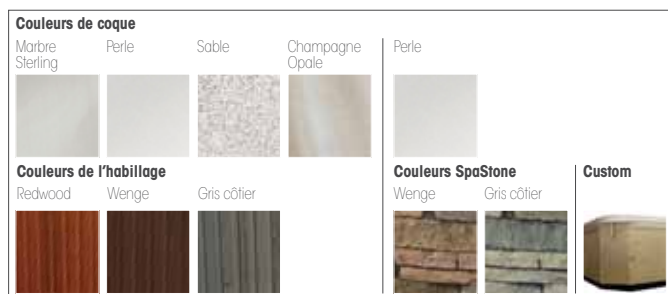 Couleurs de coque
Marbre Sterling
Perle
Sable
Champagne Opale
Perle
Couleurs de l'habillage
Redwood
Wenge
Gris côtier
Couleurs SpaStone
Wenge
Gris côtier
Custom